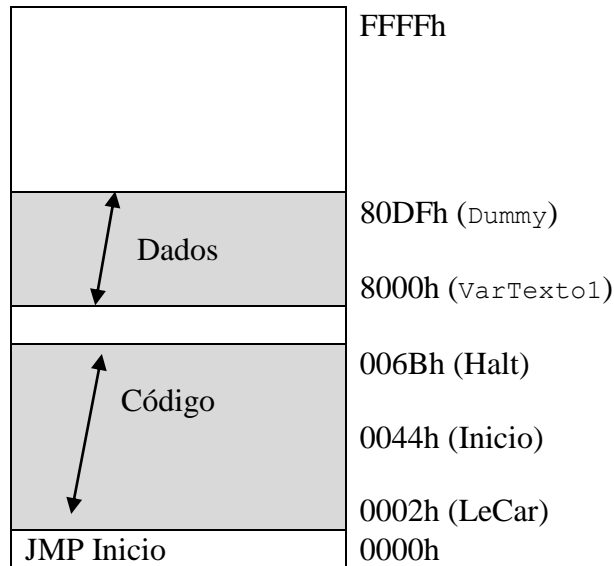 FFFFh
80DFh (Dummy)
Dados
8000h (VarTexto1)
006Bh (Halt)
Código
0044h (Inicio)
0002h (LeCar)
JMP Inicio 0000h